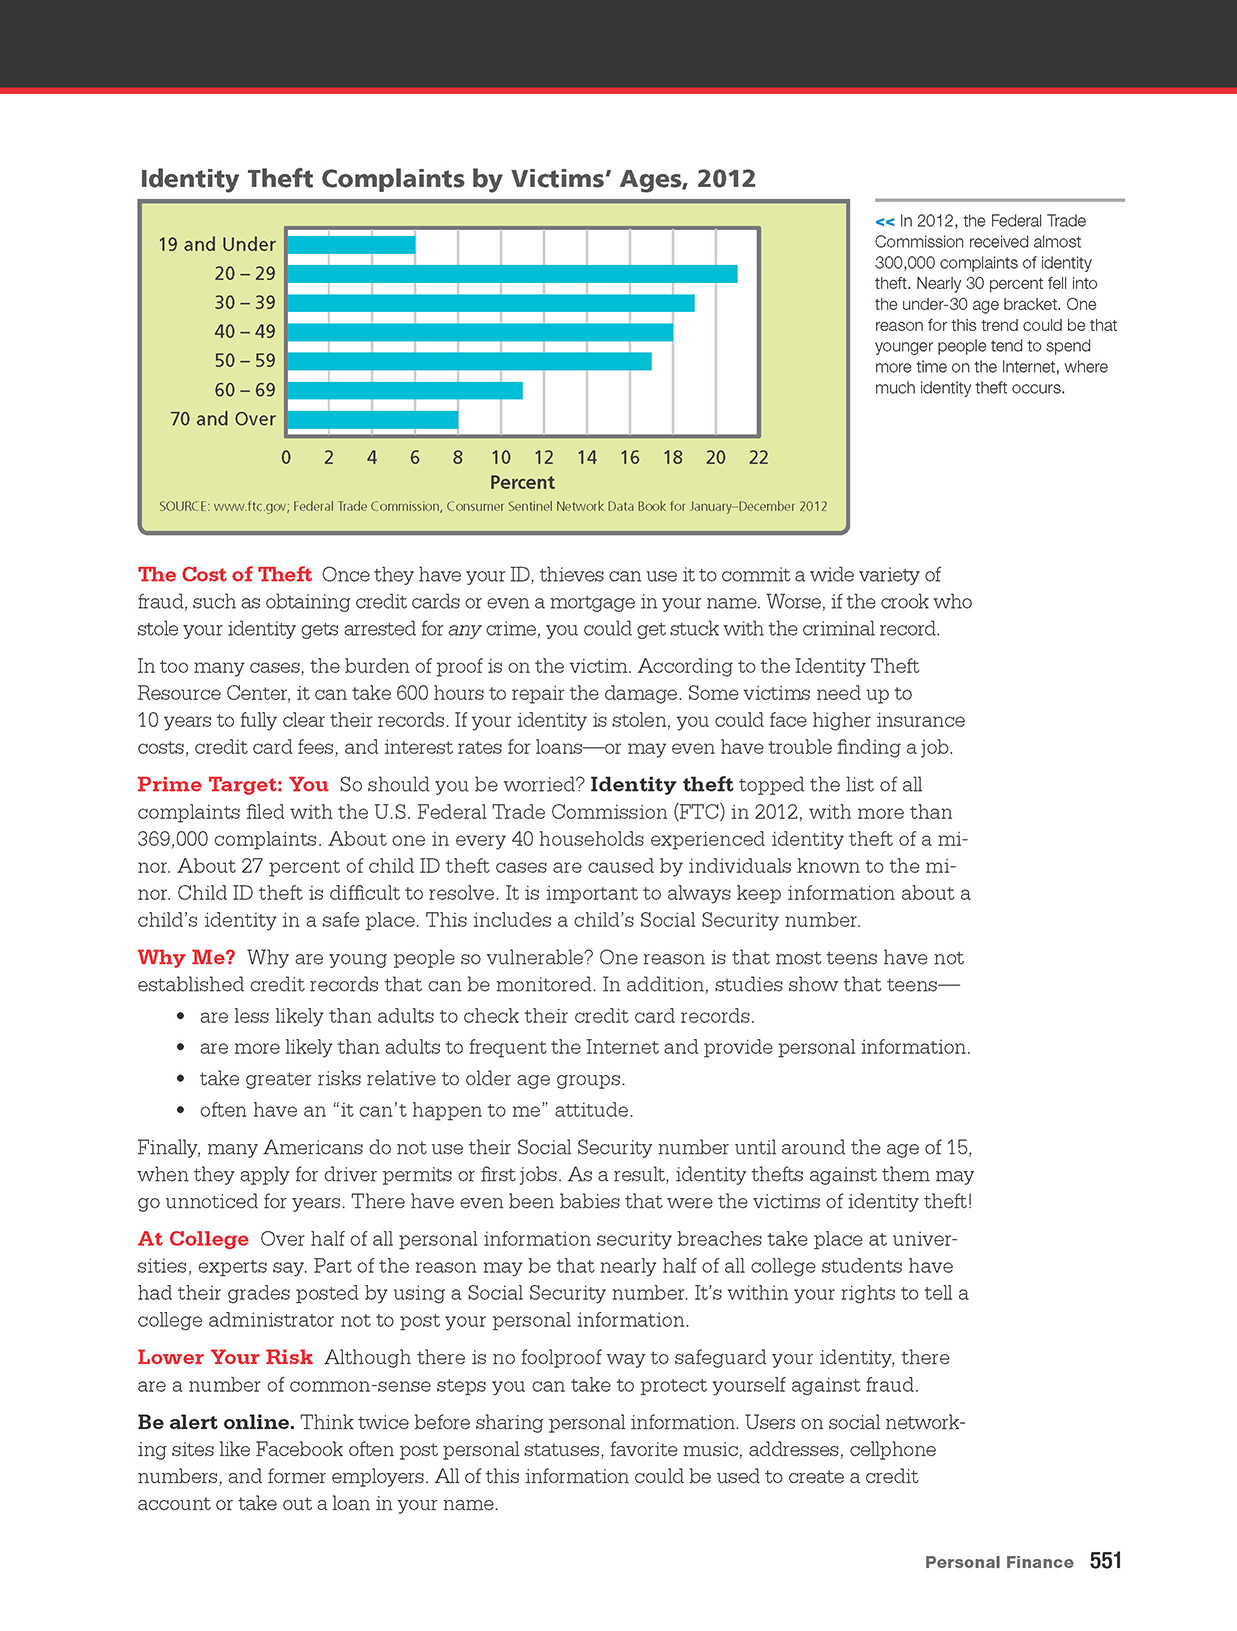 Identity Theft Complaints by Victims’ Ages, 2012
19 and Under
20 – 29
30 – 39
40 – 49
50 – 59
60 – 69
70 and Over
0 2 4 6 8 10 12 14 16 18 20 22
Percent
SOURCE: www.ftc.gov; Federal Trade Commission, Consumer Sentinel Network Data Book for January–December 2012
<< In 2012, the Federal Trade
Commission received almost
300,000 complaints of identity
theft. Nearly 30 percent fell into
the under-30 age bracket. One
reason for this trend could be that
younger people tend to spend
more time on the Internet, where
much identity theft occurs.
The Cost of Theft Once they have your ID, thieves can use it to commit a wide variety of
fraud, such as obtaining credit cards or even a mortgage in your name. Worse, if the crook who
stole your identity gets arrested for any crime, you could get stuck with the criminal record.
In too many cases, the burden of proof is on the victim. According to the Identity Theft
Resource Center, it can take 600 hours to repair the damage. Some victims need up to
10 years to fully clear their records. If your identity is stolen, you could face higher insurance
costs, credit card fees, and interest rates for loans—or may even have trouble finding a job.
Prime Target: You So should you be worried? Identity theft topped the list of all
complaints filed with the U.S. Federal Trade Commission (FTC) in 2012, with more than
369,000 complaints. About one in every 40 households experienced identity theft of a mi-
nor. About 27 percent of child ID theft cases are caused by individuals known to the mi-
nor. Child ID theft is difficult to resolve. It is important to always keep information about a
child’s identity in a safe place. This includes a child’s Social Security number.
Why Me? Why are young people so vulnerable? One reason is that most teens have not
established credit records that can be monitored. In addition, studies show that teens—
• are less likely than adults to check their credit card records.
• are more likely than adults to frequent the Internet and provide personal information.
• take greater risks relative to older age groups.
• often have an “it can’t happen to me” attitude.
Finally, many Americans do not use their Social Security number until around the age of 15,
when they apply for driver permits or first jobs. As a result, identity thefts against them may
go unnoticed for years. There have even been babies that were the victims of identity theft!
At College Over half of all personal information security breaches take place at univer-
sities, experts say. Part of the reason may be that nearly half of all college students have
had their grades posted by using a Social Security number. It’s within your rights to tell a
college administrator not to post your personal information.
Lower Your Risk Although there is no foolproof way to safeguard your identity, there
are a number of common-sense steps you can take to protect yourself against fraud.
Be alert online. Think twice before sharing personal information. Users on social network-
ing sites like Facebook often post personal statuses, favorite music, addresses, cellphone
numbers, and former employers. All of this information could be used to create a credit
account or take out a loan in your name.
Personal Finance 551